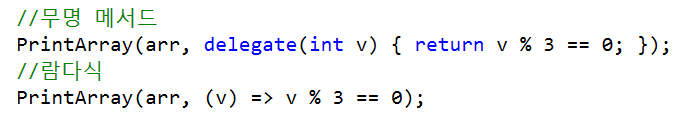 //무명 메서드
PrintArray(arr, delegate(int v) { return v % 3 == 0; });
//람다식
PrintArray(arr, (v) => v % 3 == 0);